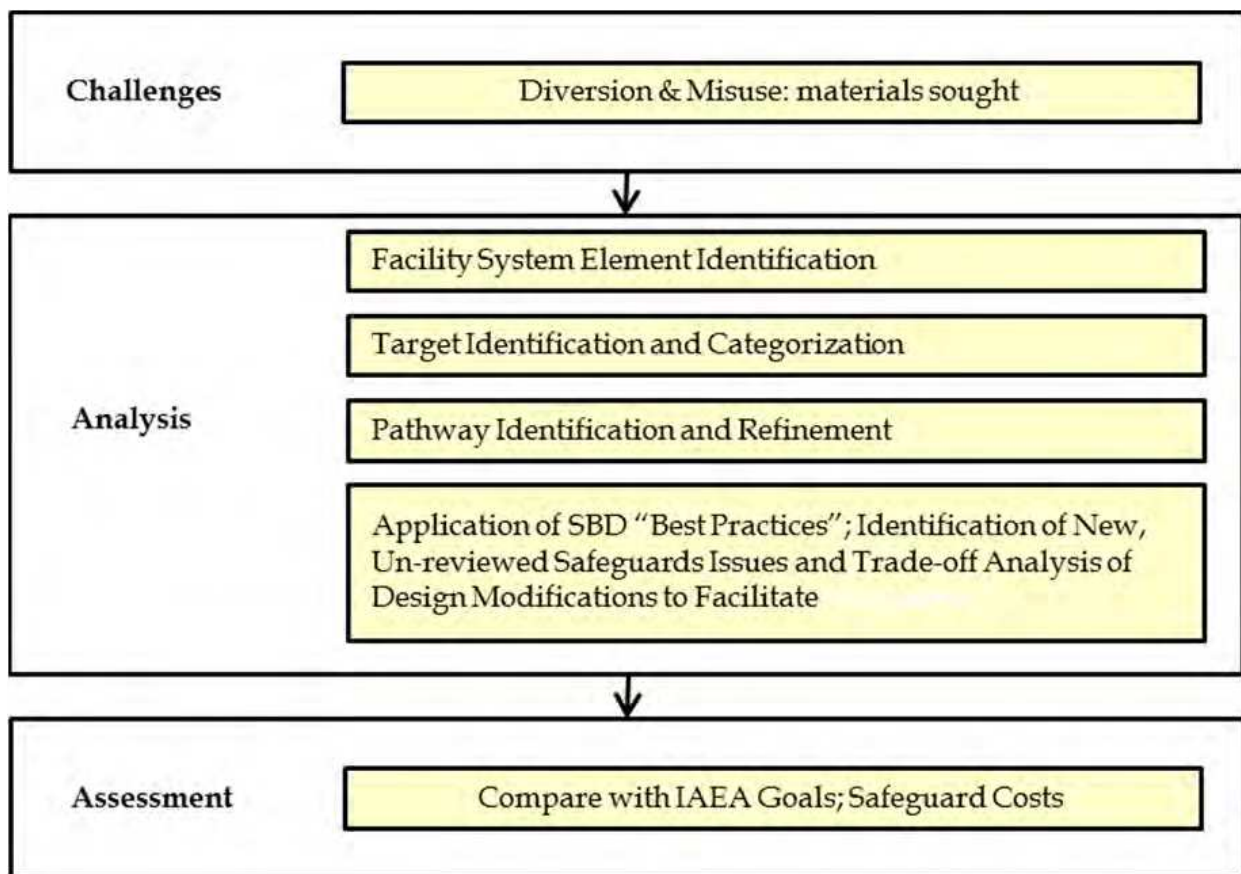 Challenges
Diversion & Misuse: materials sought
Facility System Element Identification
Target Identification and Categorization
Analysis
Pathway Identification and Refinement
Application of SBD “Best Practices”; Identification of New,
Un-reviewed Safeguards Issues and Trade-off Analysis of
Design Modifications to Facilitate
Assessment
Compare with IAEA Goals; Safeguard Costs